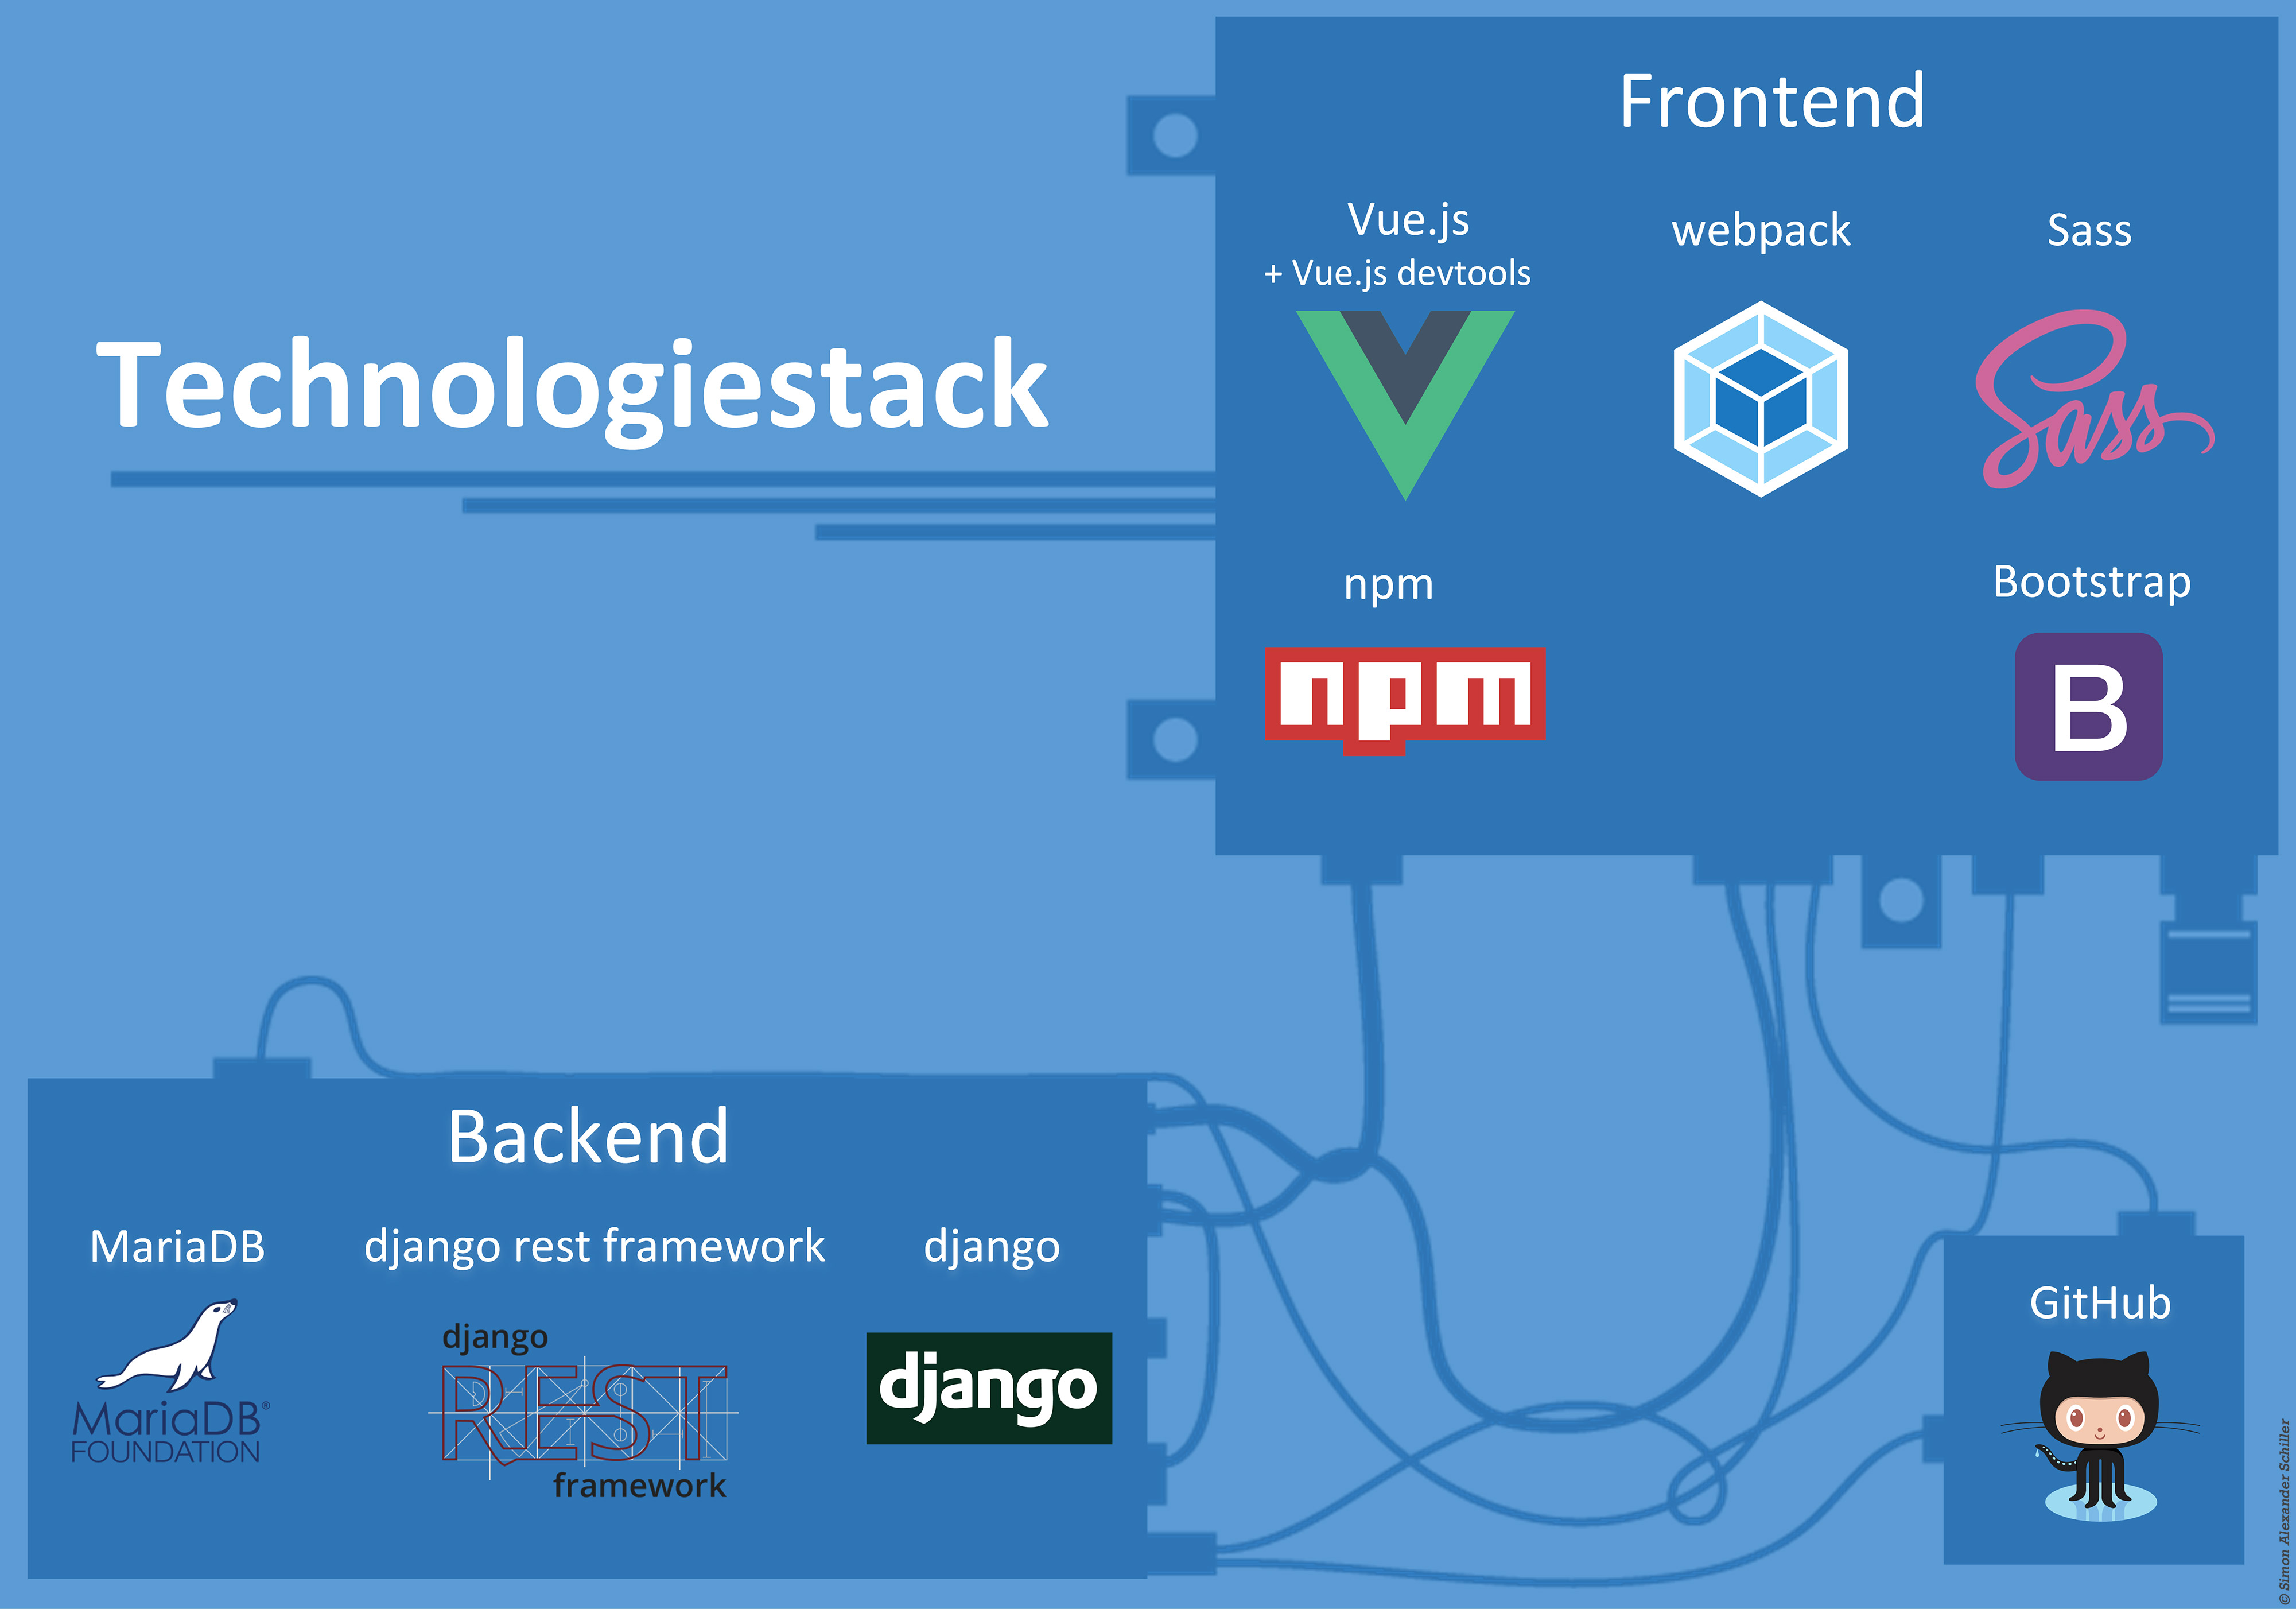 Technologiestack
Frontend
Vue.js
+ Vue.js devtools
webpack
Sass
Sass
npm
npm
Bootstrap
B
Backend
MariaDB
MariaDB®
FOUNDATION
django rest framework
django
REST
framework
django
django
GitHub
© Simon Alexander Schiller